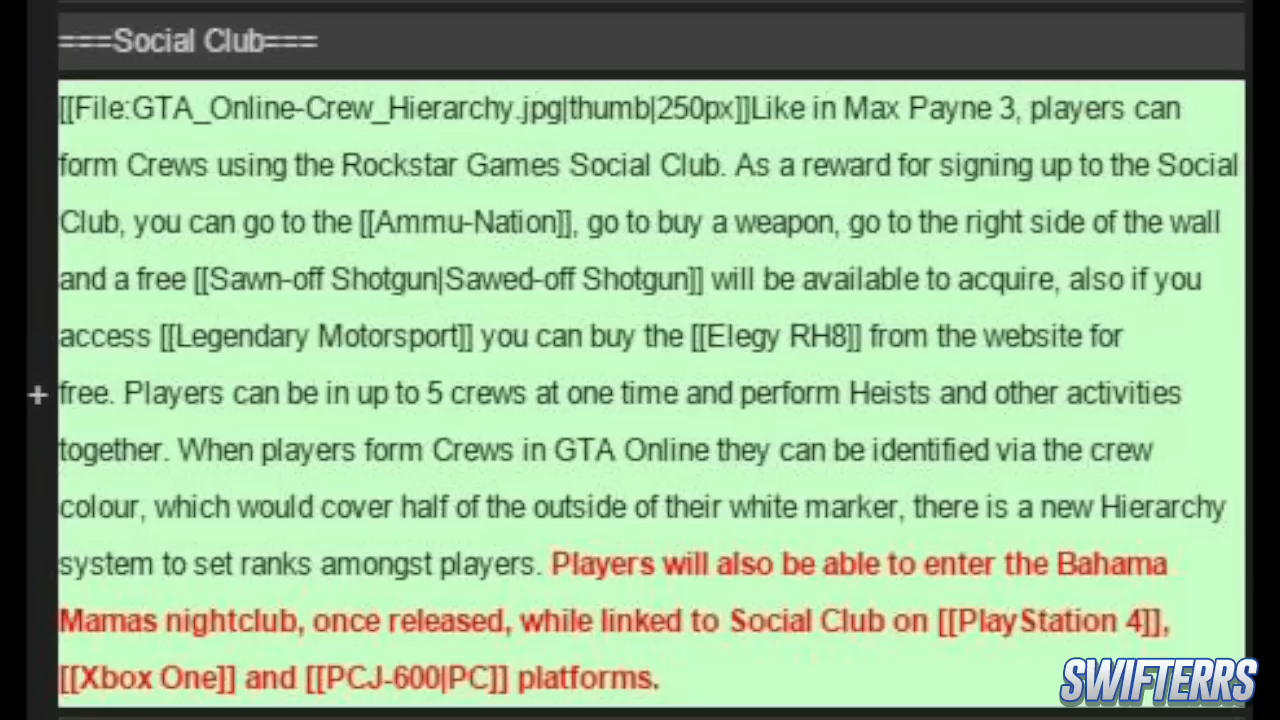 ===Social Club===
[[File:GTA_Online-Crew_Hierarchy.jpg|thumb|250px]]Like in Max Payne 3, players can
form Crews using the Rockstar Games Social Club. As a reward for signing up to the Social
Club, you can go to the [[Ammu-Nation]], go to buy a weapon, go to the right side of the wall
and a free [[Sawn-off Shotgun|Sawed-off Shotgun]] will be available to acquire, also if you
access [[Legendary Motorsport]] you can buy the [[Elegy RH8]] from the website for
+ free. Players can be in up to 5 crews at one time and perform Heists and other activities
together. When players form Crews in GTA Online they can be identified via the crew
colour, which would cover half of the outside of their white marker, there is a new Hierarchy
system to set ranks amongst players. Players will also be able to enter the Bahama
Mamas nightclub, once released, while linked to Social Club on [[PlayStation 4]],
[[Xbox One]] and [[PCJ-600|PC]] platforms.
SWIFTERRS